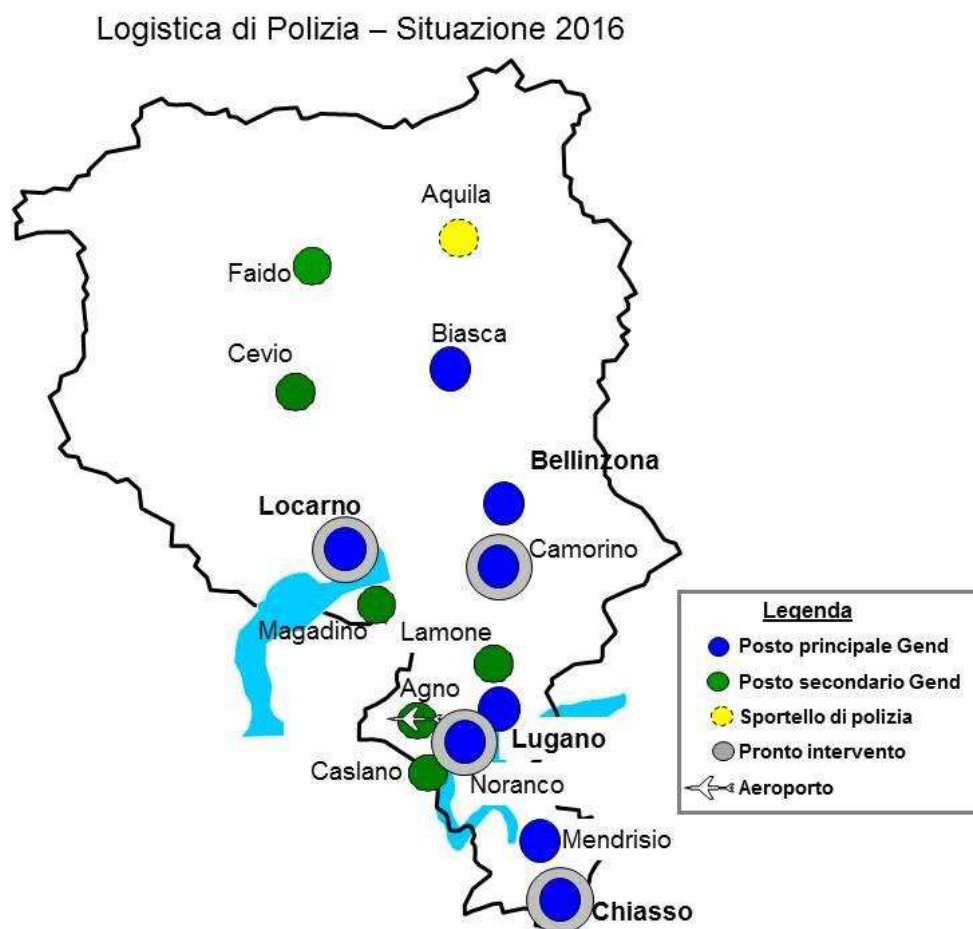 Logistica di Polizia – Situazione 2016
Aquila
Faido
Biasca
Cevio
Bellinzona
Locarno
Camorino
Magadino
Lamone
Agno
Lugano
Caslano
Noranco
Mendrisio
Chiasso
Legenda
Posto principale Gend
Posto secondario Gend
Sportello di polizia
Pronto intervento
Aeroporto